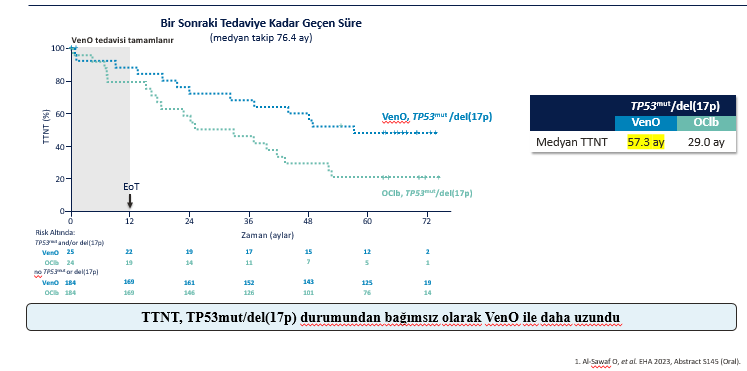 Bir Sonraki Tedaviye Kadar Geçen Süre
(medyan takip 76.4 ay)
VenO tedavisi tamamlanır
TTNT (%)
100
80
60
40
20
0
EoT
VenO, TP53mut /del(17p)
OClb, TP53mut/del(17p)
0 12 24 36 48 60 72
Zaman (aylar)
Risk Altında:
TP53mut and/or del(17p)
VenO 25 22 19 17 15 12 2
OClb 24 19 14 11 7 5 1
no TP53mut or del(17p)
VenO 184 169 161 152 143 125 19
OClb 184 169 146 126 101 76 14
TP53mut/del(17p)
VenO OClb
Medyan TTNT 57.3 ay 29.0 ay
TTNT, TP53mut/del(17p) durumundan bağımsız olarak VenO ile daha uzundu
1. Al-Sawaf O, et al. EHA 2023, Abstract S145 (Oral).